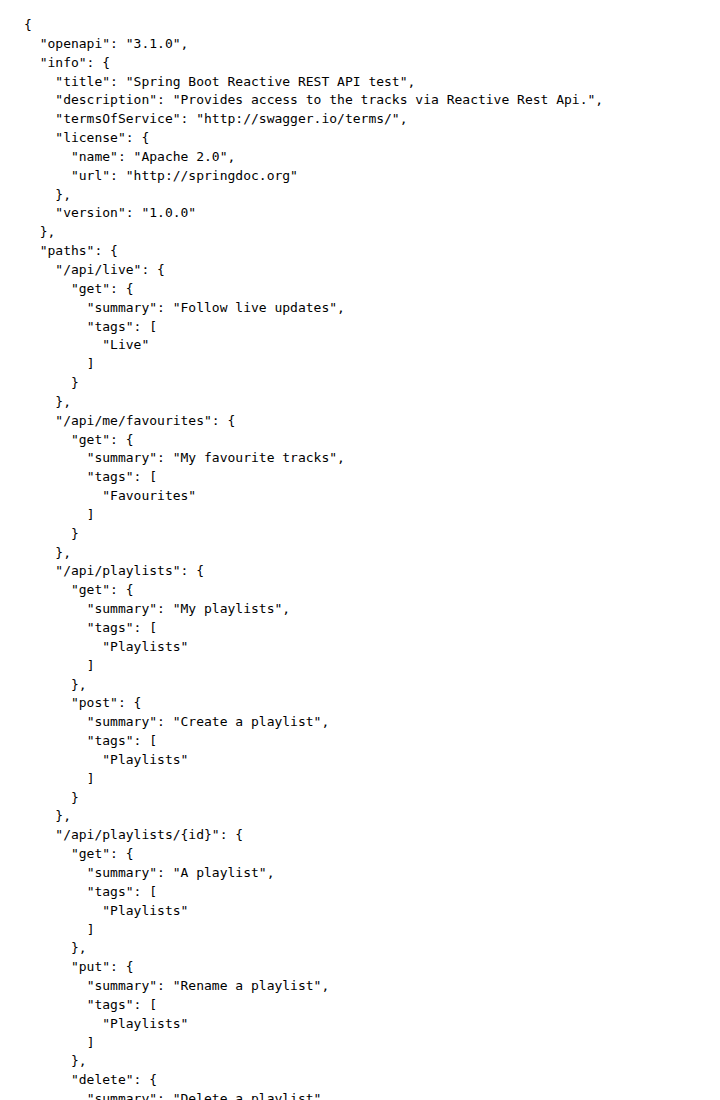 {
  "openapi": "3.1.0",
  "info": {
    "title": "Spring Boot Reactive REST API test",
    "description": "Provides access to the tracks via Reactive Rest Api.",
    "termsOfService": "http://swagger.io/terms/",
    "license": {
      "name": "Apache 2.0",
      "url": "http://springdoc.org"
    },
    "version": "1.0.0"
  },
  "paths": {
    "/api/live": {
      "get": {
        "summary": "Follow live updates",
        "tags": [
          "Live"
        ]
      }
    },
    "/api/me/favourites": {
      "get": {
        "summary": "My favourite tracks",
        "tags": [
          "Favourites"
        ]
      }
    },
    "/api/playlists": {
      "get": {
        "summary": "My playlists",
        "tags": [
          "Playlists"
        ]
      },
      "post": {
        "summary": "Create a playlist",
        "tags": [
          "Playlists"
        ]
      }
    },
    "/api/playlists/{id}": {
      "get": {
        "summary": "A playlist",
        "tags": [
          "Playlists"
        ]
      },
      "put": {
        "summary": "Rename a playlist",
        "tags": [
          "Playlists"
        ]
      },
      "delete": {
        "summary": "Delete a playlist"